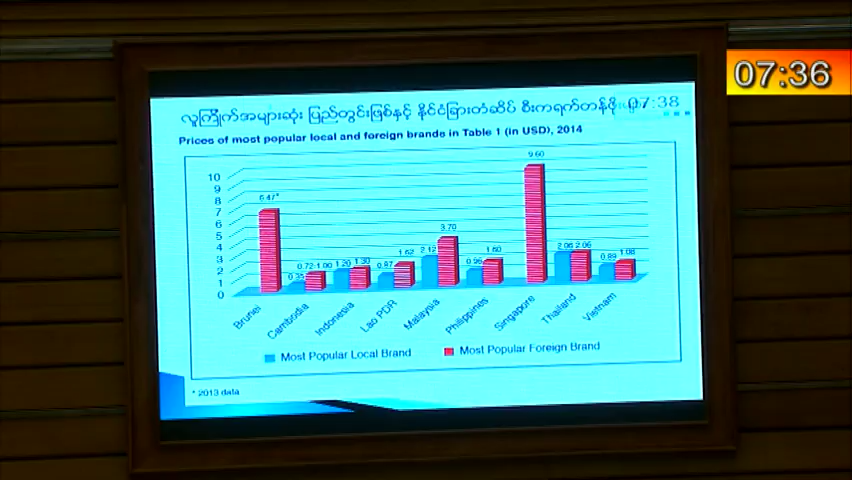 07:36
လူကြိုက်အများဆုံး ပြည်တွင်းဖြစ်နှင့် နိုင်ငံခြားတံဆိပ် စီးကရက်တန်ဖိုး
07:38
Prices of most popular local and foreign brands in Table 1 (in USD), 2014
10
9
8
7
6
5
4
3
2
1
0
6.47*
0.35
0.72-1.00
1.20
1.30
0.87
1.62
2.12
3.70
0.96
1.60
9.60
2.06
2.06
0.89
1.08
Brunei
Cambodia
Indonesia
Lao PDR
Malaysia
Philippines
Singapore
Thailand
Vietnam
Most Popular Local Brand
Most Popular Foreign Brand
* 2013 data